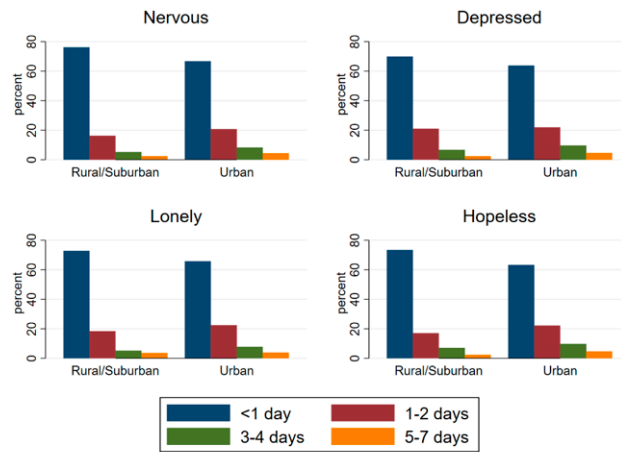 Nervous
percent
80
60
40
20
0
Rural/Suburban Urban
Depressed
percent
80
60
40
20
0
Rural/Suburban Urban
Lonely
percent
80
60
40
20
0
Rural/Suburban Urban
Hopeless
percent
80
60
40
20
0
Rural/Suburban Urban
<1 day 1-2 days
3-4 days 5-7 days